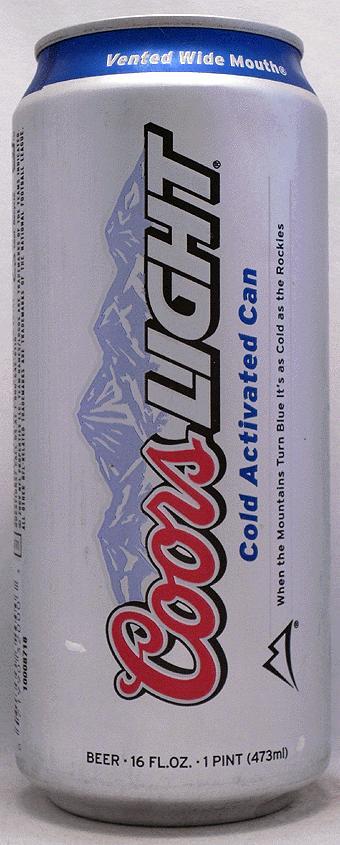 Vented Wide Mouth®
Coors LIGHT®
Cold Activated Can
When the Mountains Turn Blue It's as Cold as the Rockies
®
BEER · 16 FL.OZ. · 1 PINT (473ml)
10008718